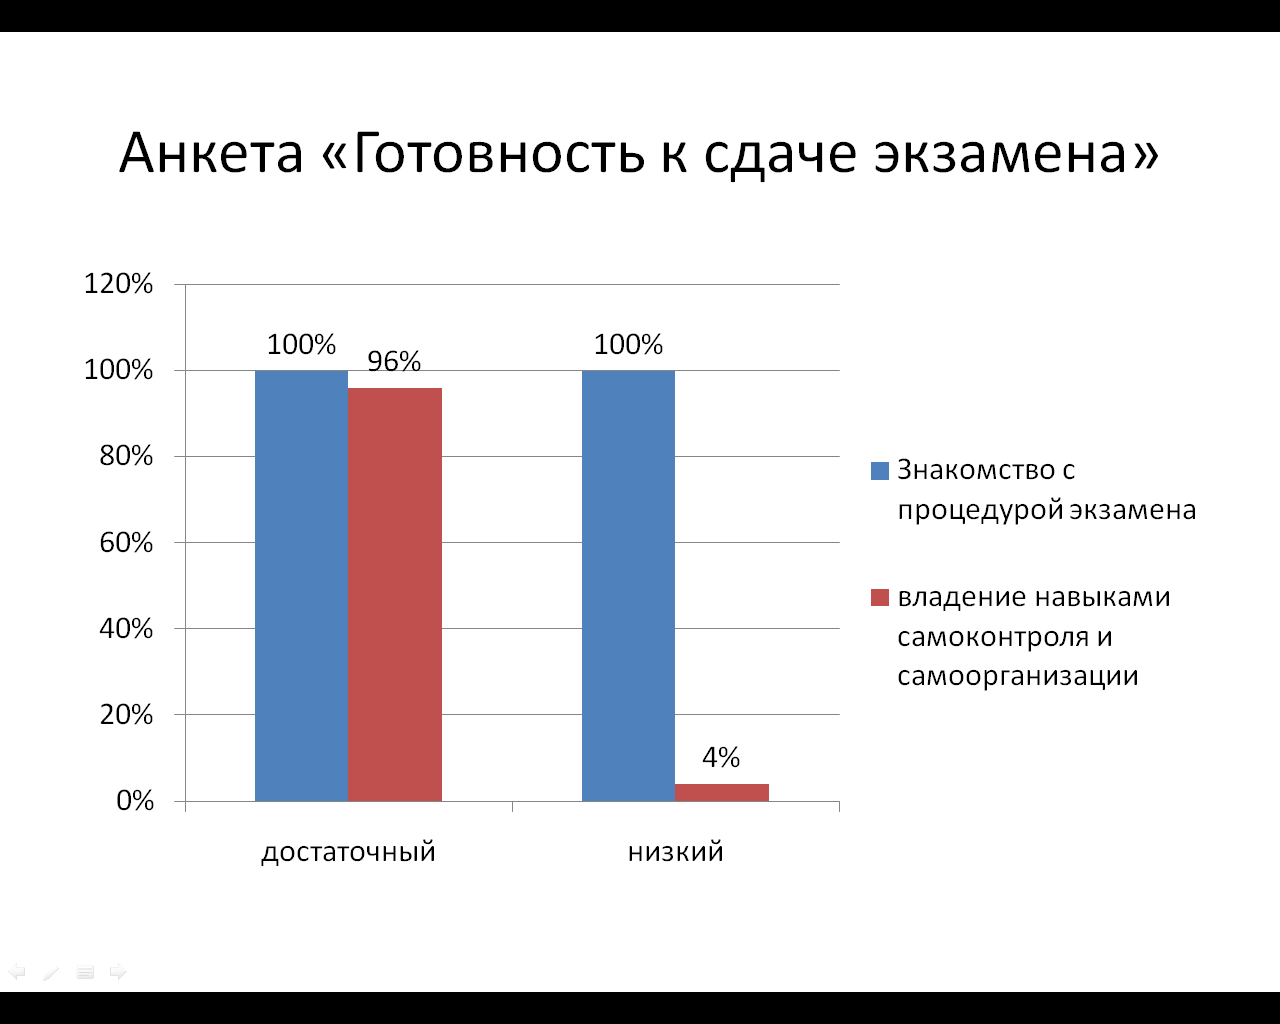 Анкета «Готовность к сдаче экзамена»
120%
100%
80%
60%
40%
20%
0%
100%
96%
100%
4%
достаточный
низкий
Знакомство с
процедурой экзамена
владение навыками
самоконтроля и
самоорганизации